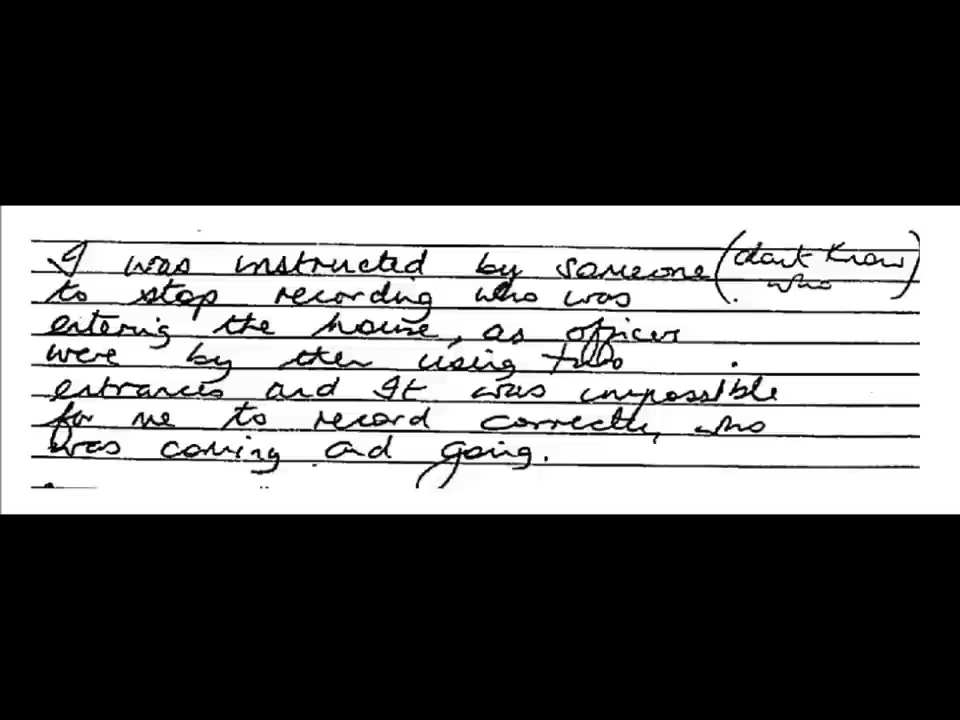 I was instructed by someone (dont know who)
to stop recording who was
entering the house, as officers
were by then using two
entrances and It was impossible
for me to record correctly, who
was coming and going.